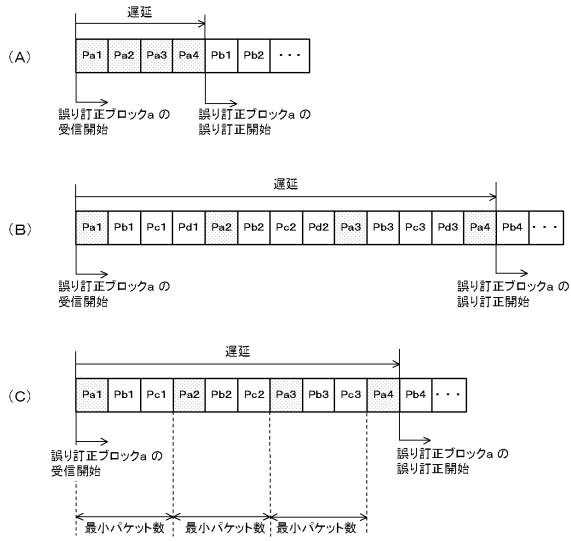 遅延
(A)
Pa1 Pa2 Pa3 Pa4 Pb1 Pb2 ・・・
誤り訂正ブロックa の
受信開始
誤り訂正ブロックa の
誤り訂正開始
遅延
(B)
Pa1 Pb1 Pc1 Pd1 Pa2 Pb2 Pc2 Pd2 Pa3 Pb3 Pc3 Pd3 Pa4 Pb4 ・・・
誤り訂正ブロックa の
受信開始
誤り訂正ブロックa の
誤り訂正開始
遅延
(C)
Pa1 Pb1 Pc1 Pa2 Pb2 Pc2 Pa3 Pb3 Pc3 Pa4 Pb4 ・・・
誤り訂正ブロックa の
受信開始
誤り訂正ブロックa の
誤り訂正開始
最小パケット数 最小パケット数 最小パケット数